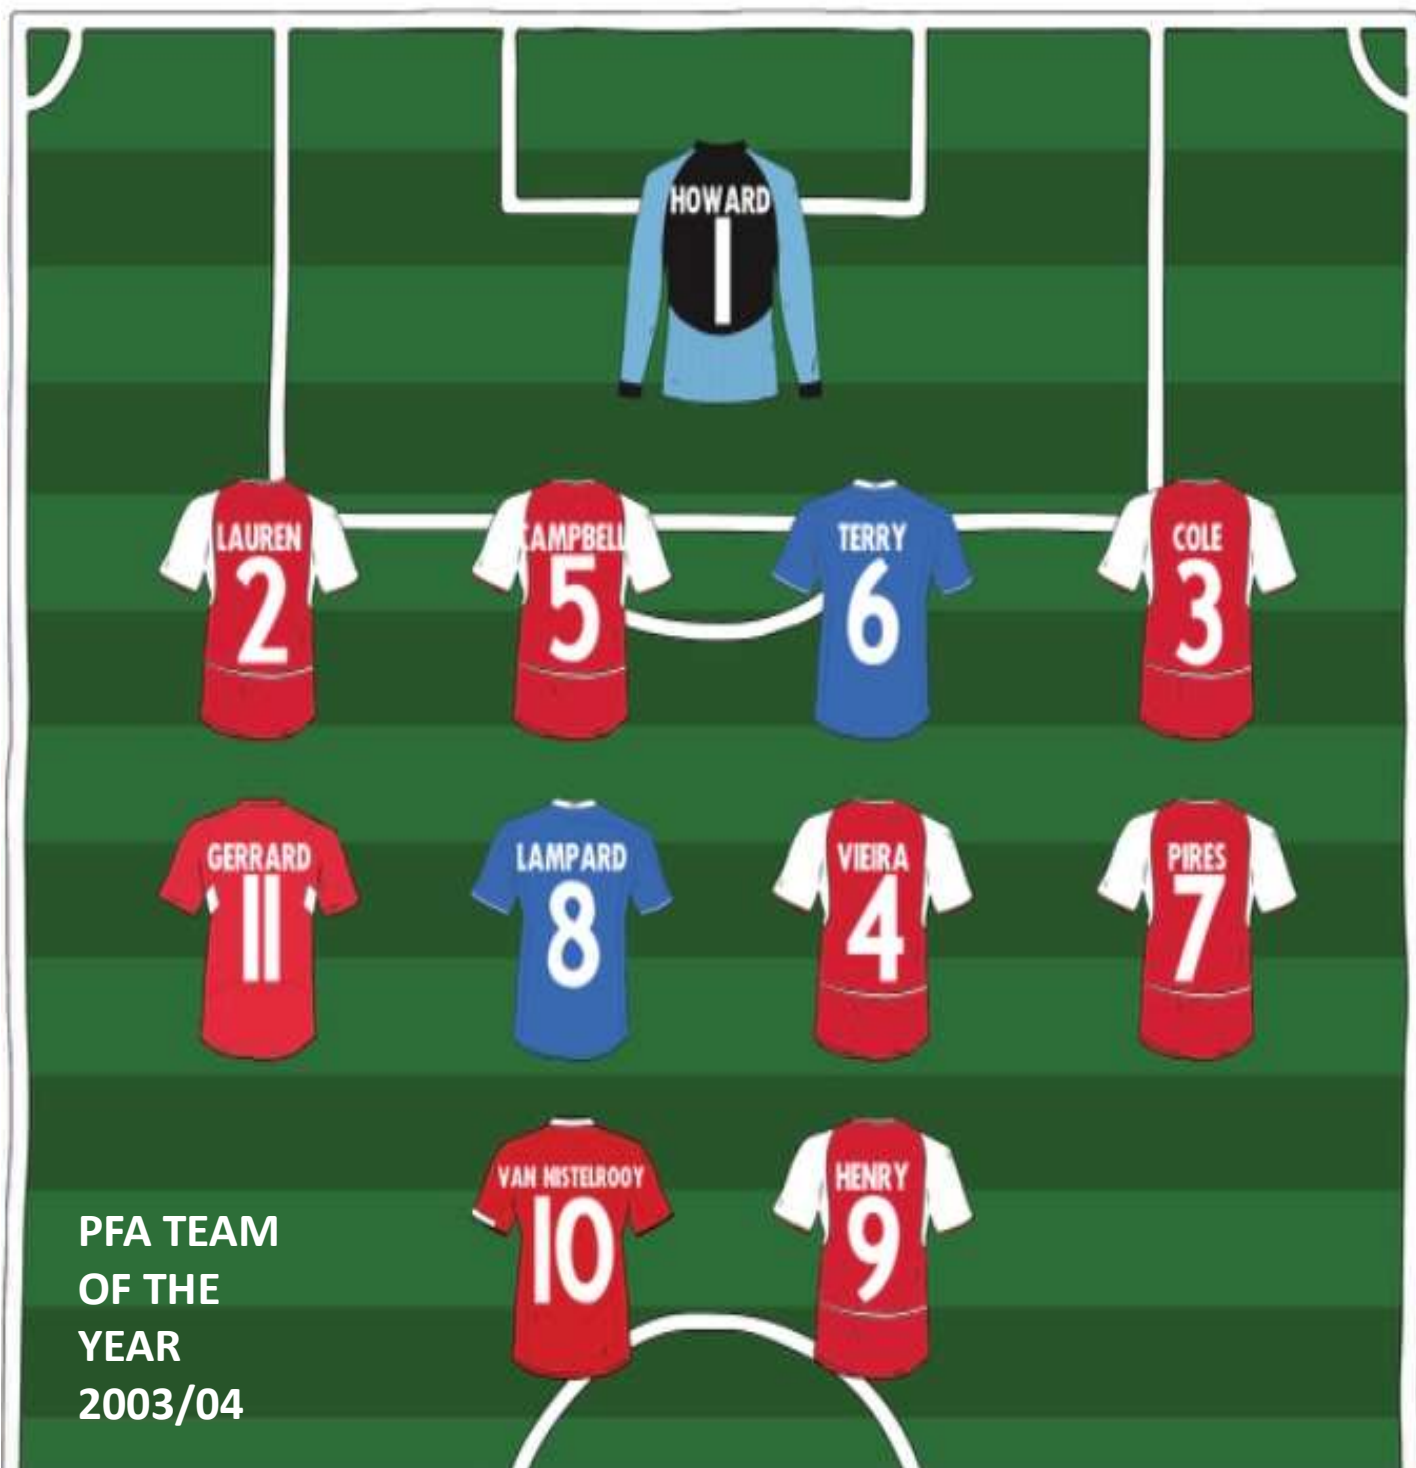 HOWARD
1
LAUREN
2
CAMPBELL
5
TERRY
6
COLE
3
GERRARD
11
LAMPARD
8
VIEIRA
4
PIRES
7
VAN NISTELROOY
10
HENRY
9
PFA TEAM
OF THE
YEAR
2003/04